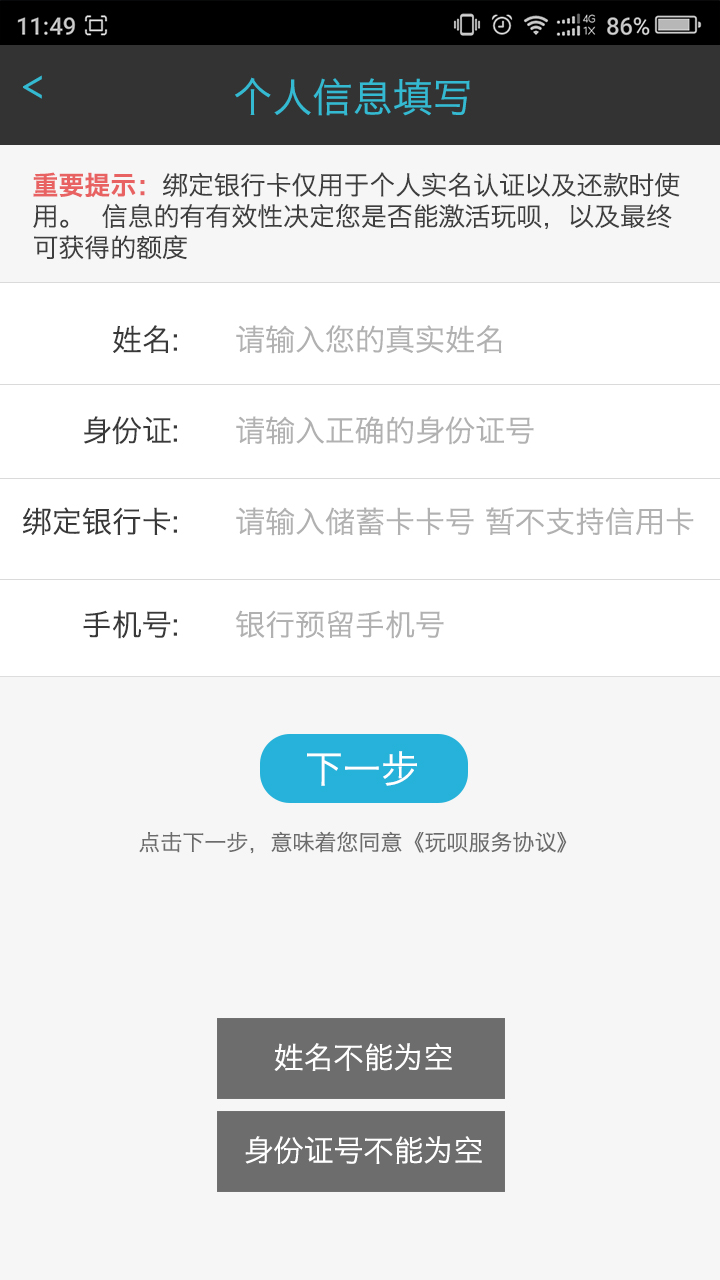 11:49 4G 1X 86%
<
个人信息填写
重要提示：绑定银行卡仅用于个人实名认证以及还款时使
用。 信息的有有效性决定您是否能激活玩呗，以及最终
可获得的额度
姓名: 请输入您的真实姓名
身份证: 请输入正确的身份证号
绑定银行卡: 请输入储蓄卡卡号 暂不支持信用卡
手机号: 银行预留手机号
下一步
点击下一步，意味着您同意《玩呗服务协议》
姓名不能为空
身份证号不能为空